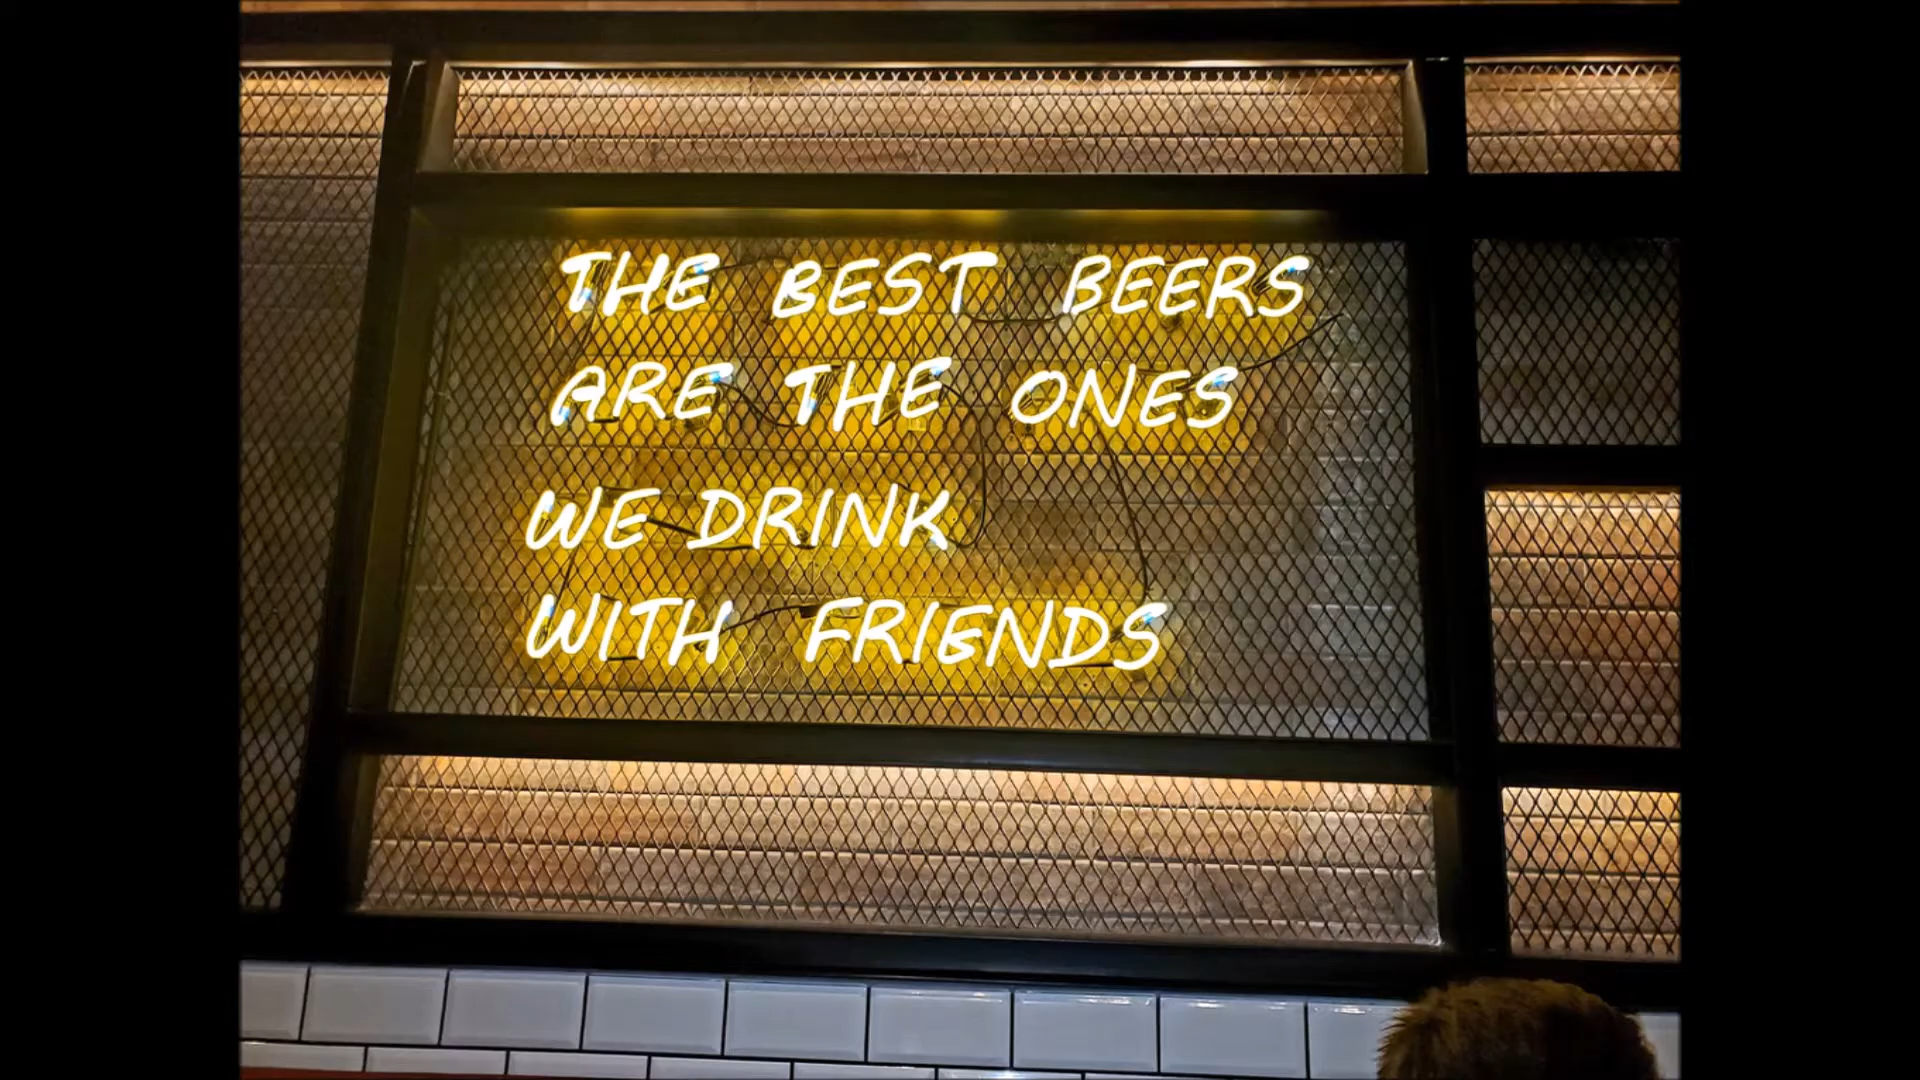 THE BEST BEERS
ARE THE ONES
WE DRINK
WITH FRIENDS